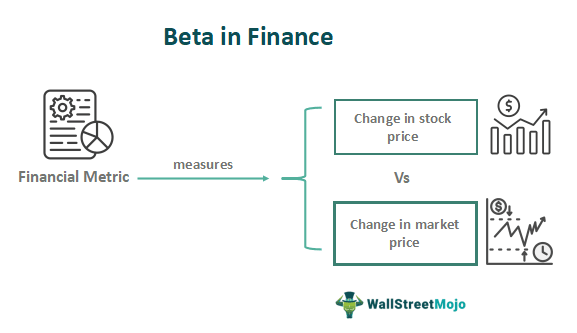 Beta in Finance
Financial Metric
measures
Change in stock
price
Vs
Change in market
price
WallStreetMojo